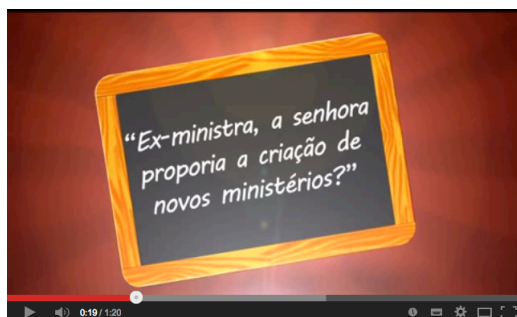 “Ex-ministra, a senhora
proporia a criação de
novos ministérios?”
0:19 / 1:20